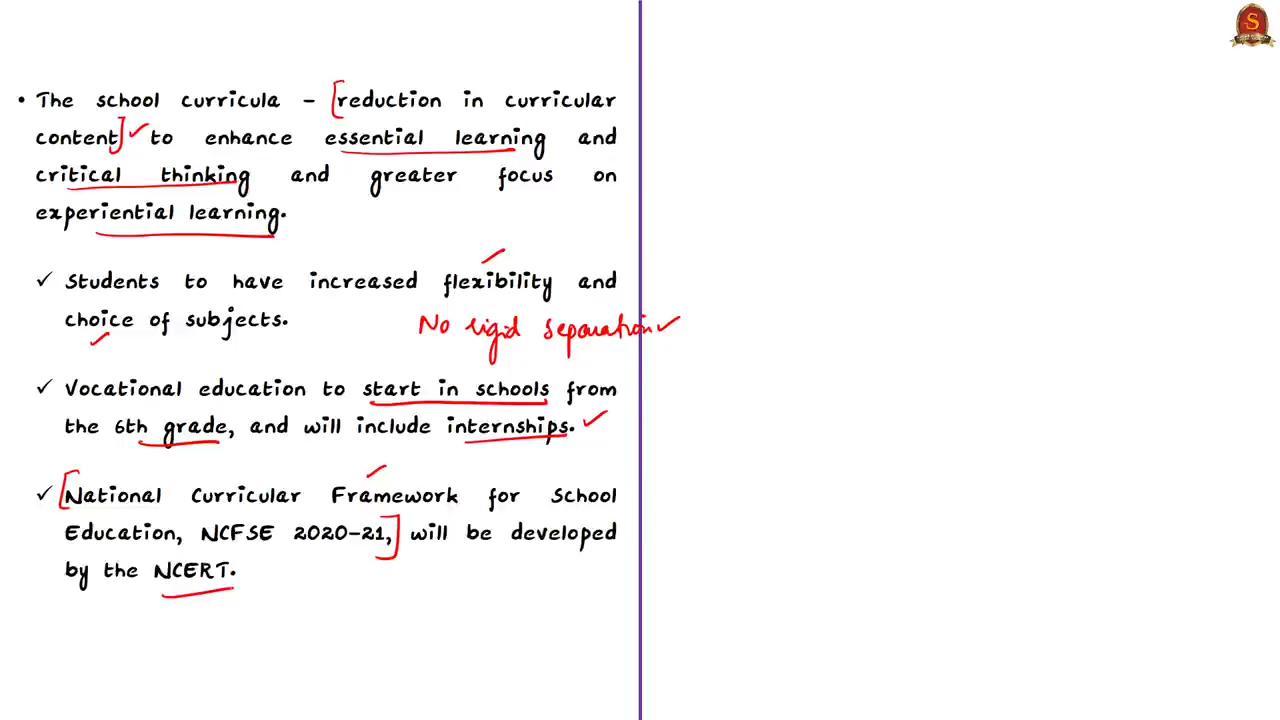 • The school curricula – [reduction in curricular
content] ✓ to enhance essential learning and
critical thinking and greater focus on
experiential learning.
✓ Students to have increased flexibility and
choice of subjects.
No rigid separation ✓
✓ Vocational education to start in schools from
the 6th grade, and will include internships. ✓
✓ [National Curricular Framework for School
Education, NCFSE 2020-21,] will be developed
by the NCERT.
S